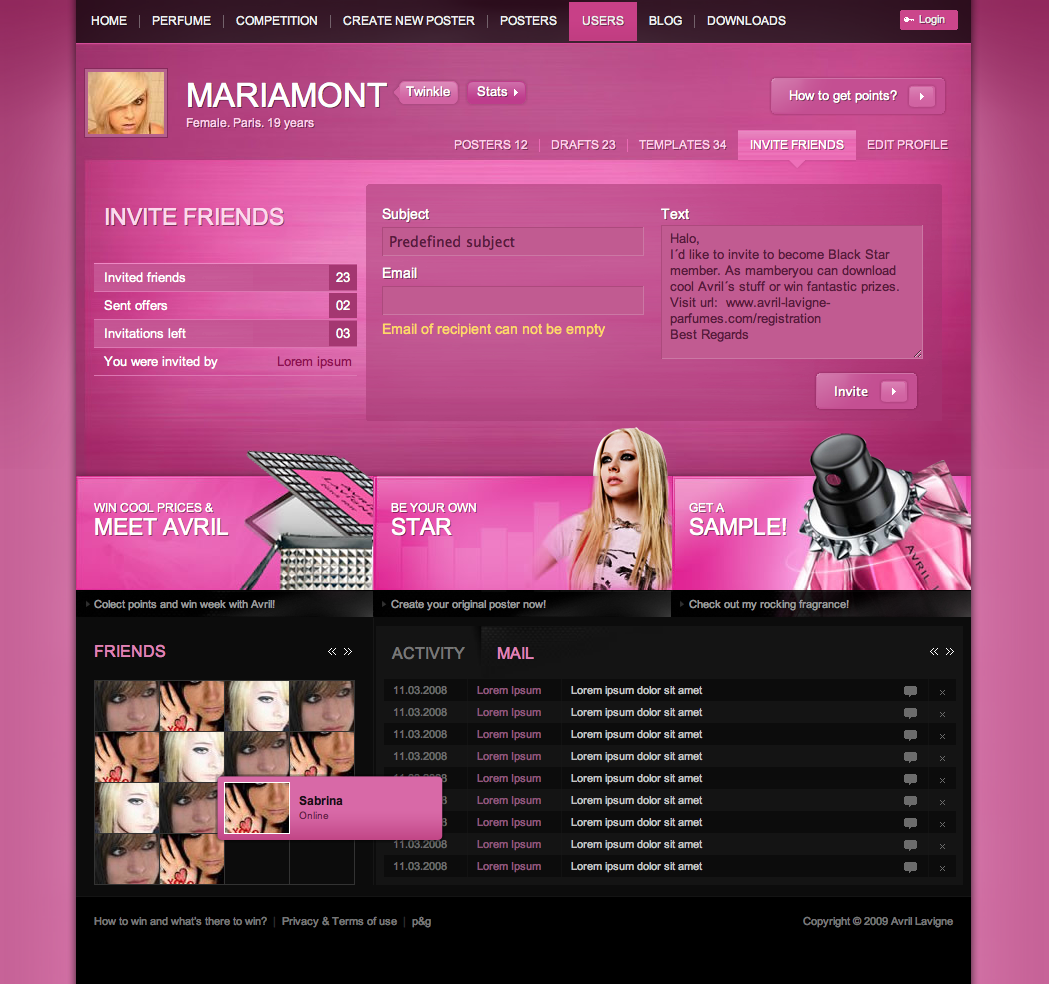 HOME
PERFUME
COMPETITION
CREATE NEW POSTER
POSTERS
USERS
BLOG
DOWNLOADS
Login
MARIAMONT
Twinkle
Stats
Female. Paris. 19 years
How to get points?
POSTERS 12
DRAFTS 23
TEMPLATES 34
INVITE FRIENDS
EDIT PROFILE
INVITE FRIENDS
Invited friends 23
Sent offers 02
Invitations left 03
You were invited by Lorem ipsum
Subject
Predefined subject
Email
Email of recipient can not be empty
Text
Halo,
I´d like to invite to become Black Star
member. As mamberyou can download
cool Avril´s stuff or win fantastic prizes.
Visit url:  www.avril-lavigne-
parfumes.com/registration
Best Regards
Invite
WIN COOL PRICES &
MEET AVRIL
Colect points and win week with Avril!
BE YOUR OWN
STAR
Create your original poster now!
GET A
SAMPLE!
AVRIL
Check out my rocking fragrance!
FRIENDS
« »
Sabrina
Online
ACTIVITY
MAIL
« »
11.03.2008 Lorem Ipsum Lorem ipsum dolor sit amet
11.03.2008 Lorem Ipsum Lorem ipsum dolor sit amet
11.03.2008 Lorem Ipsum Lorem ipsum dolor sit amet
11.03.2008 Lorem Ipsum Lorem ipsum dolor sit amet
Lorem Ipsum Lorem ipsum dolor sit amet
Lorem Ipsum Lorem ipsum dolor sit amet
Lorem Ipsum Lorem ipsum dolor sit amet
11.03.2008 Lorem Ipsum Lorem ipsum dolor sit amet
11.03.2008 Lorem Ipsum Lorem ipsum dolor sit amet
How to win and what's there to win?
Privacy & Terms of use
p&g
Copyright © 2009 Avril Lavigne